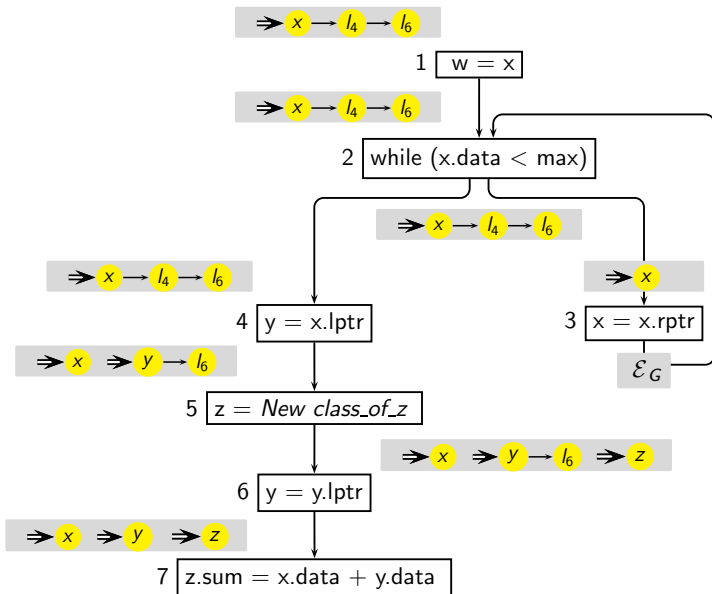 x l4 l6
1 w = x
x l4 l6
2 while (x.data < max)
x l4 l6
x l4 l6
x
4 y = x.lptr
3 x = x.rptr
x y l6
ℰG
5 z = New class_of_z
x y l6 z
6 y = y.lptr
x y z
7 z.sum = x.data + y.data